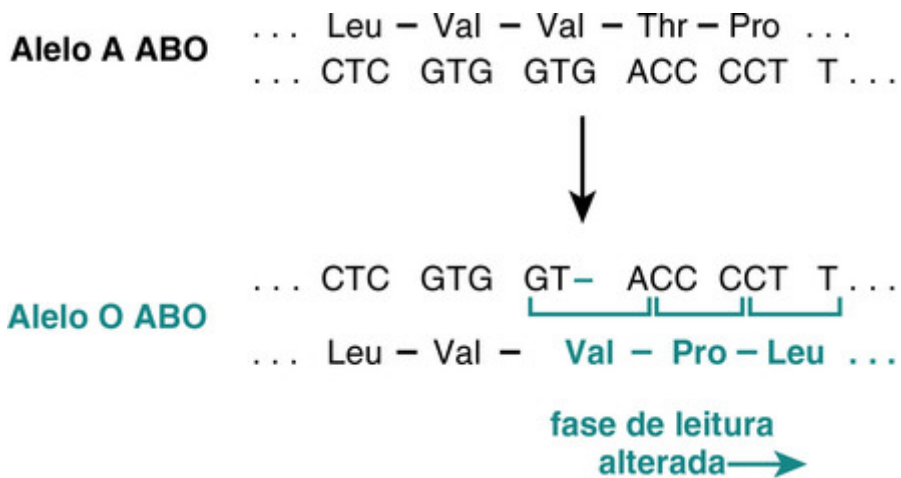 Alelo A ABO
. . . Leu – Val – Val – Thr – Pro . . .
. . . CTC GTG GTG ACC CCT T . . .
Alelo O ABO
. . . CTC GTG GT– ACC CCT T . . .
. . . Leu – Val – Val – Pro – Leu . . .
fase de leitura
alterada